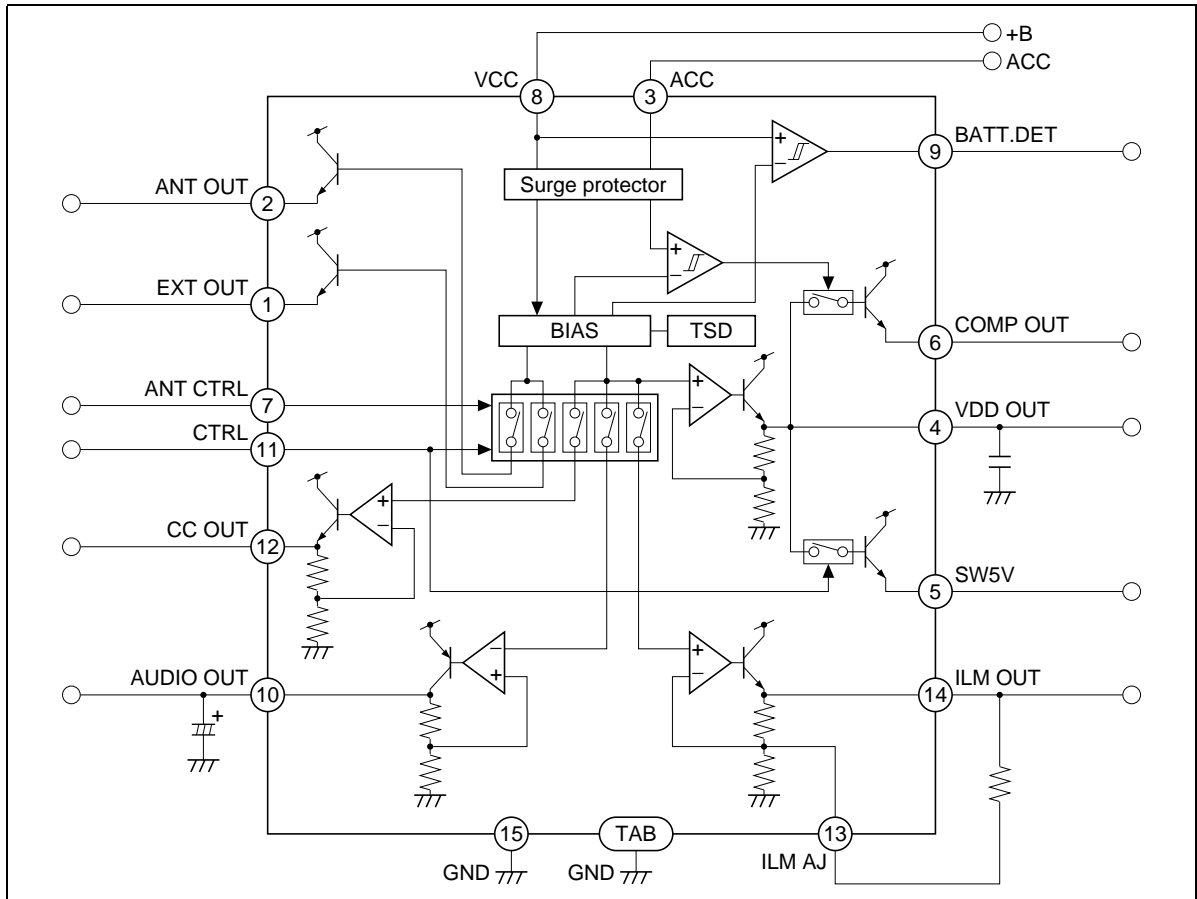 +B
ACC
VCC
8
3
ACC
BATT.DET
9
+
−
Surge protector
ANT OUT
2
+
−
EXT OUT
1
BIAS
TSD
COMP OUT
6
ANT CTRL
7
+
−
VDD OUT
4
CTRL
11
CC OUT
12
+
−
SW5V
5
AUDIO OUT
10
+
−
+
+
−
ILM OUT
14
15
TAB
13
GND
GND
ILM AJ